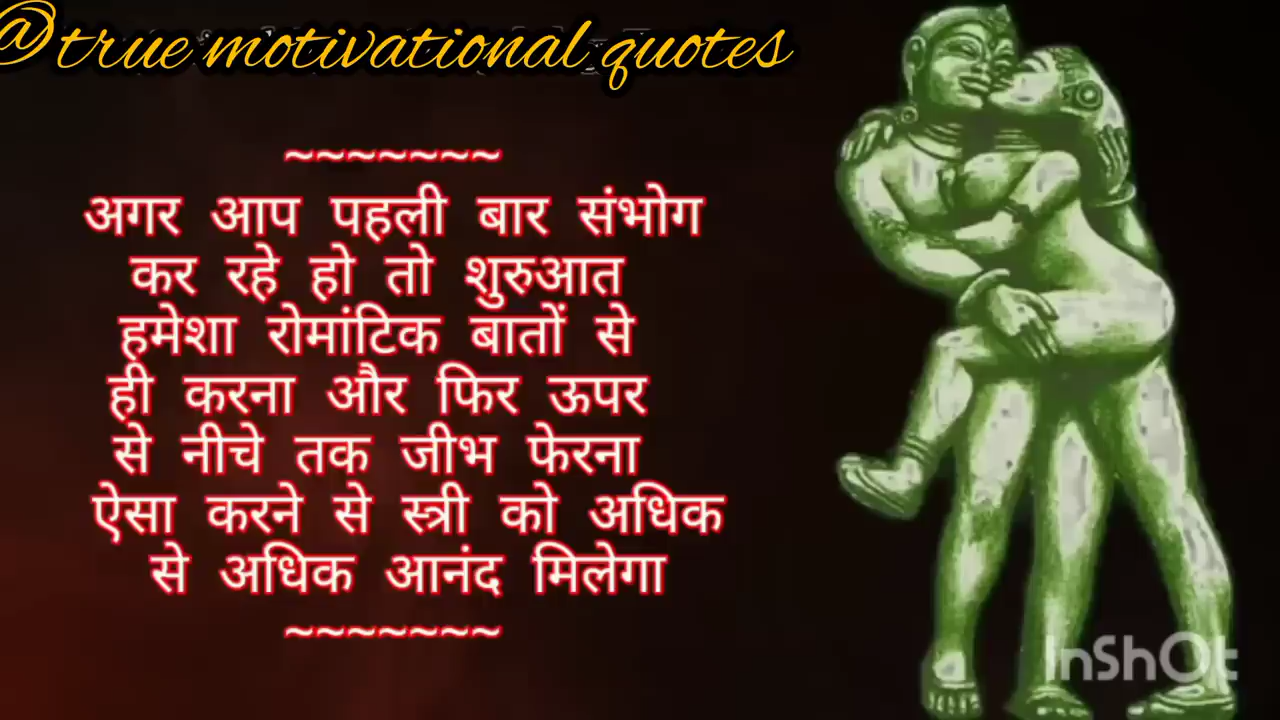 @true motivational quotes
~~~~~~~
अगर आप पहली बार संभोग
कर रहे हो तो शुरुआत
हमेशा रोमांटिक बातों से
ही करना और फिर ऊपर
से नीचे तक जीभ फेरना
ऐसा करने से स्त्री को अधिक
से अधिक आनंद मिलेगा
~~~~~~~
InShOt